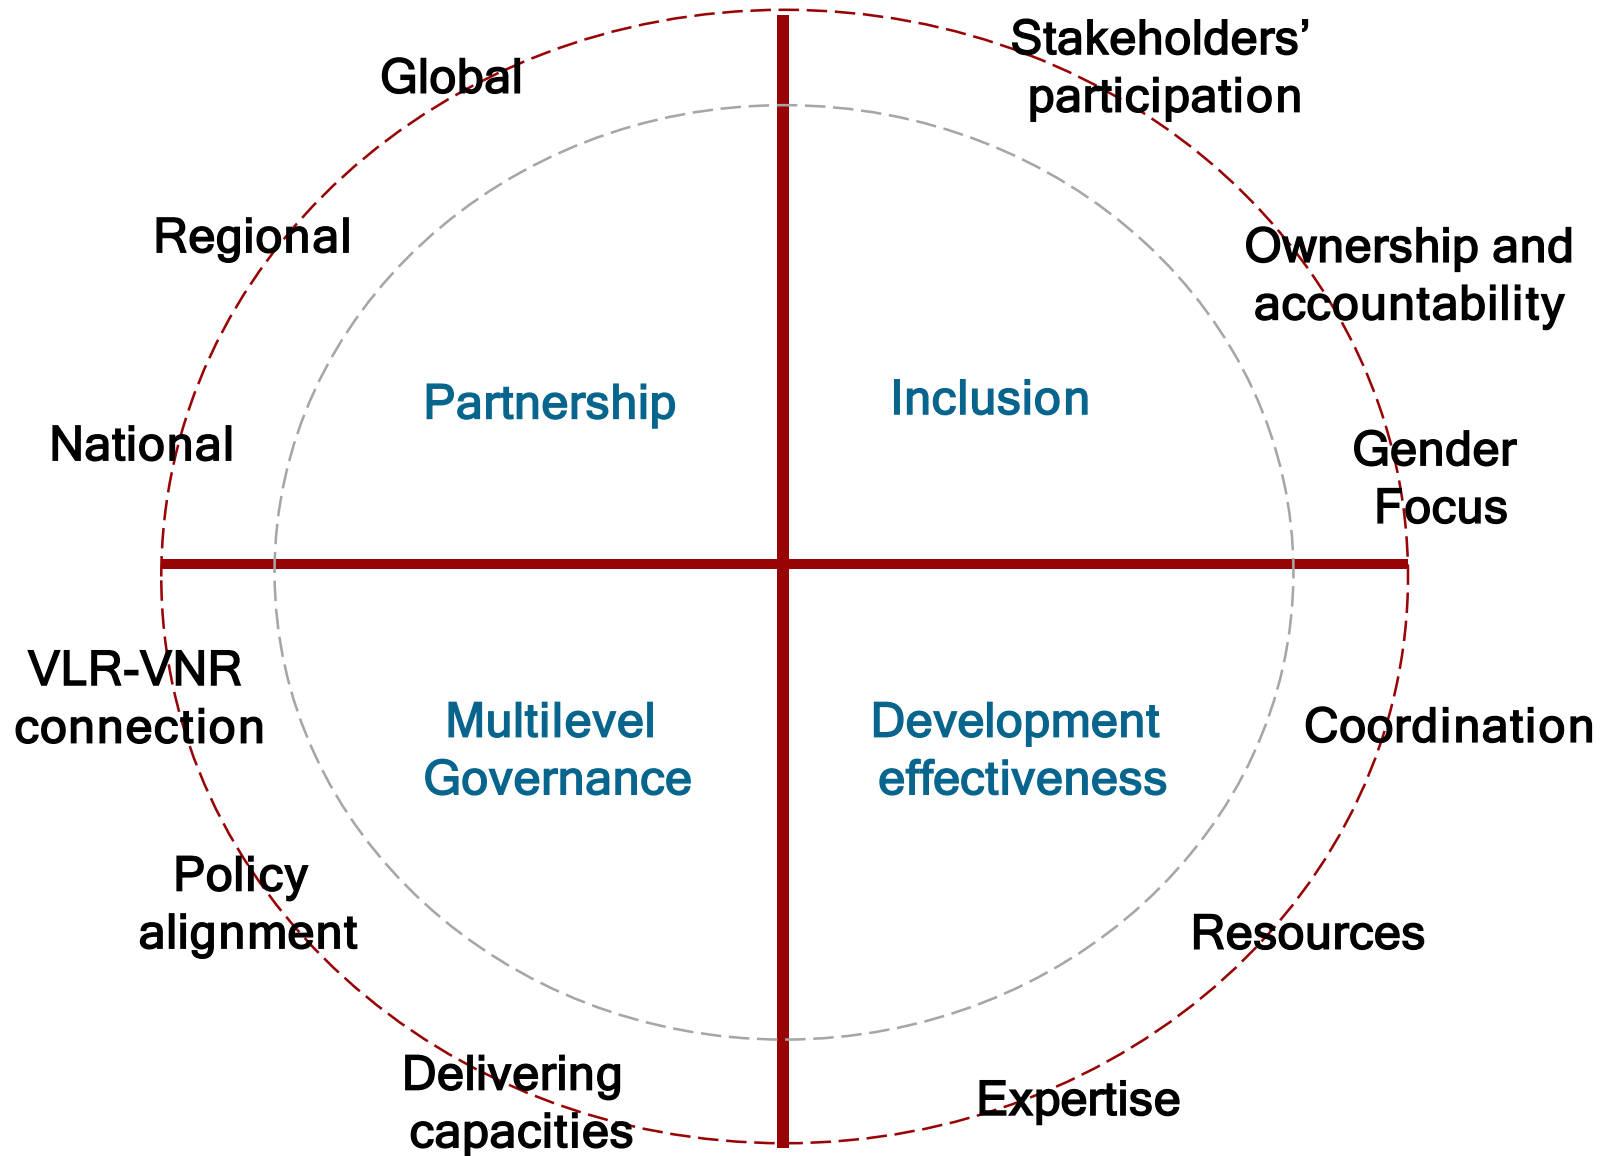 Global
Regional
National
Partnership
Stakeholders’
participation
Ownership and
accountability
Gender
Focus
Inclusion
VLR-VNR
connection
Policy
alignment
Delivering
capacities
Multilevel
Governance
Development
effectiveness
Coordination
Resources
Expertise